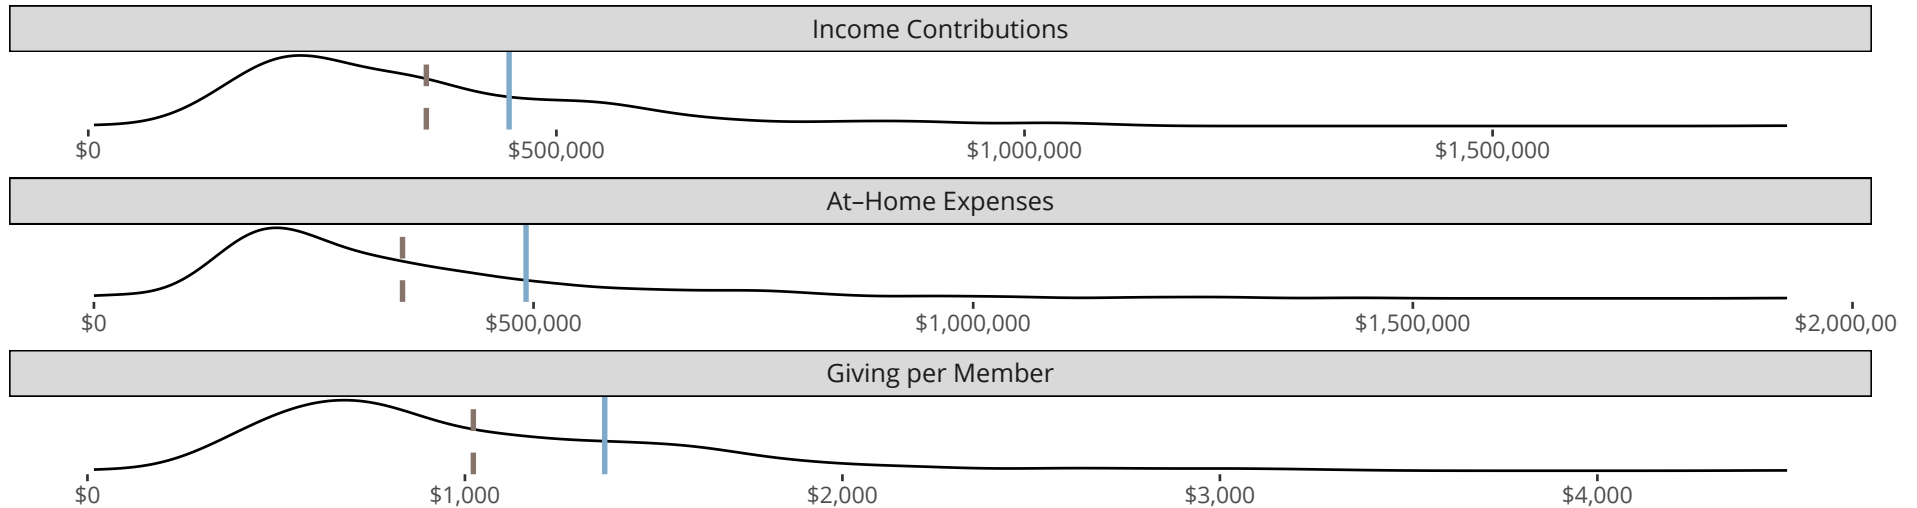 Income Contributions
$0 $500,000 $1,000,000 $1,500,000
At–Home Expenses
$0 $500,000 $1,000,000 $1,500,000 $2,000,00
Giving per Member
$0 $1,000 $2,000 $3,000 $4,000